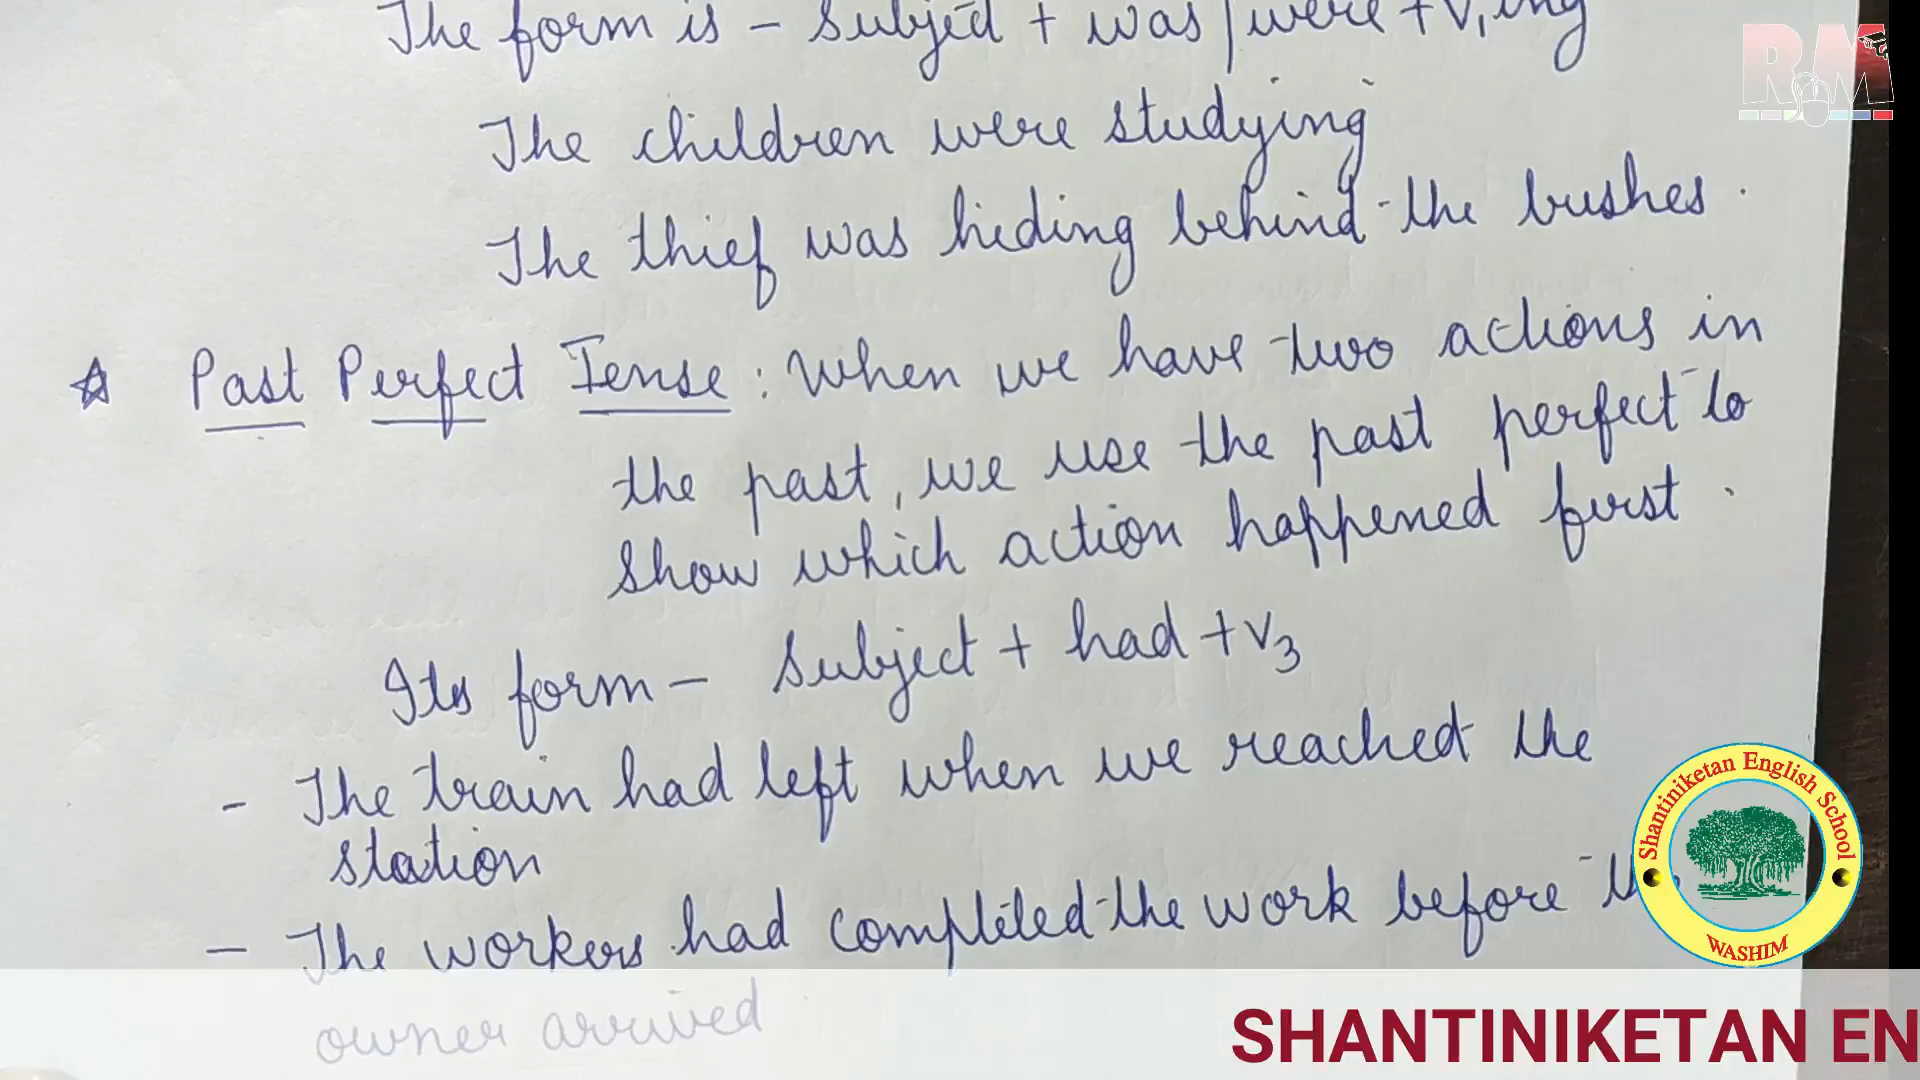 The form is - Subject + was/were + V1ing
The children were studying
The thief was hiding behind the bushes.
Past Perfect Tense: When we have two actions in
the past, we use the past perfect to
show which action happened first.
Its form - Subject + had + V3
- The train had left when we reached the
station
- The workers had completed the work before
owner arrived
RM
Shantiniketan English School
WASHIM
SHANTINIKETAN EN